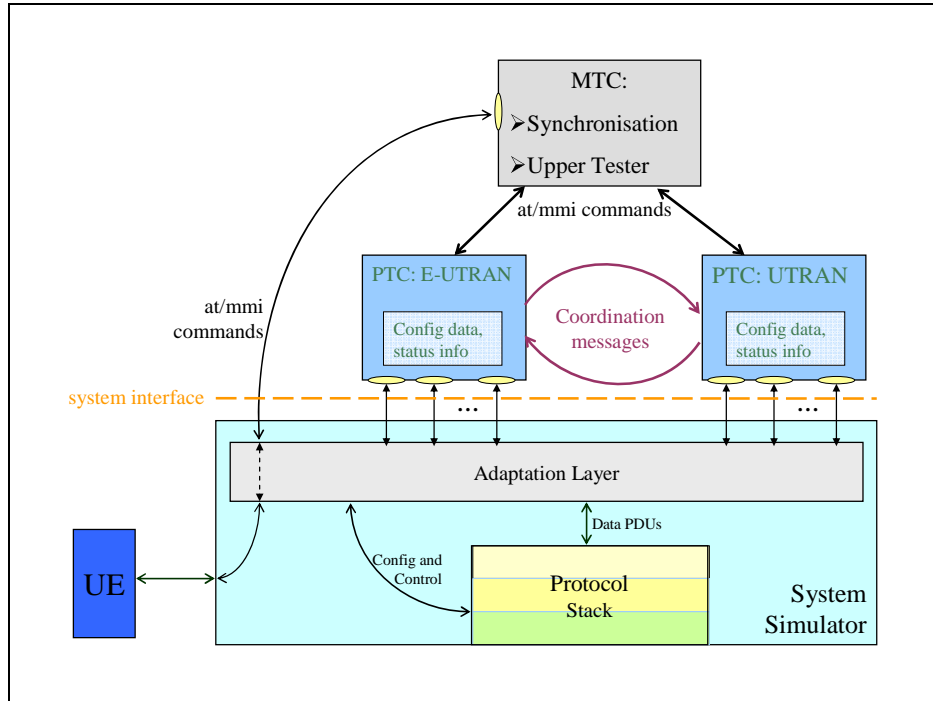 MTC:
➢Synchronisation
➢Upper Tester
at/mmi commands
PTC: E-UTRAN
PTC: UTRAN
at/mmi
commands
Config data,
status info
Coordination
messages
Config data,
status info
system interface
...
...
Adaptation Layer
Data PDUs
Config and
Control
UE
Protocol
Stack
System
Simulator